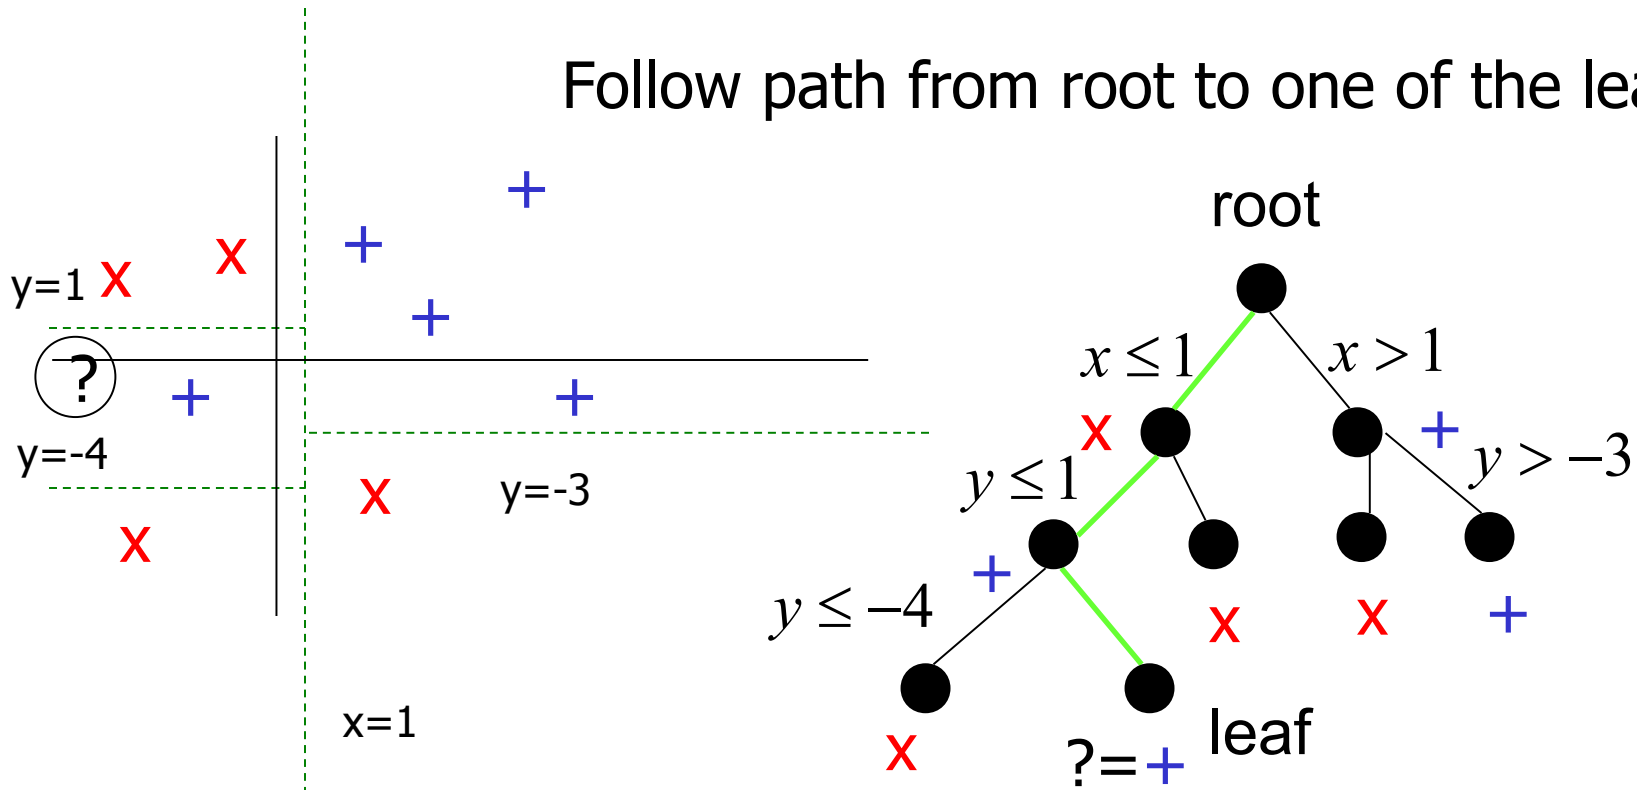 Follow path from root to one of the lea
root
+
+
x
x
y=1
+
x ≤ 1
x > 1
?
+
+
x
+
y=-4
y ≤ 1
y > −3
x
y=-3
x
+
y ≤ −4
x
x
+
x=1
leaf
x
?=+